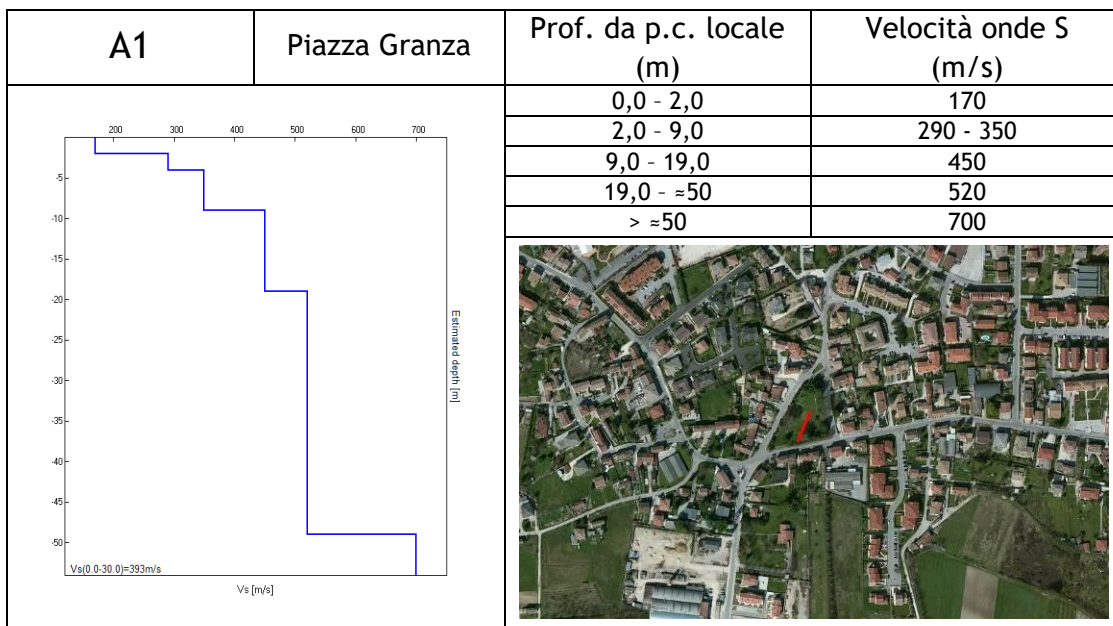 A1
Piazza Granza
Prof. da p.c. locale
(m)
Velocità onde S
(m/s)
0,0 – 2,0 170
2,0 – 9,0 290 - 350
9,0 – 19,0 450
19,0 – ≈50 520
> ≈50 700
200 300 400 500 600 700
-5
-10
-15
-20
-25
-30
-35
-40
-45
-50
Estimated depth [m]
Vs(0.0-30.0)=393m/s
Vs [m/s]